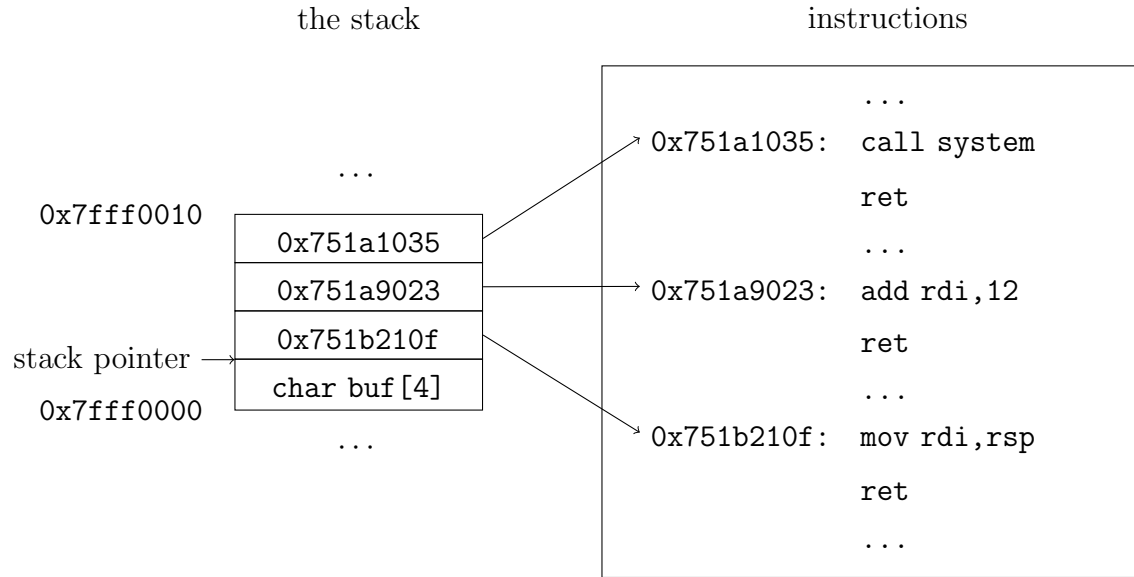 the stack
instructions
...
0x751a1035: call system
ret
...
0x751a9023: add rdi,12
ret
...
0x751b210f: mov rdi,rsp
ret
...
...
0x7fff0010
0x751a1035
0x751a9023
0x751b210f
stack pointer
char buf[4]
0x7fff0000
...